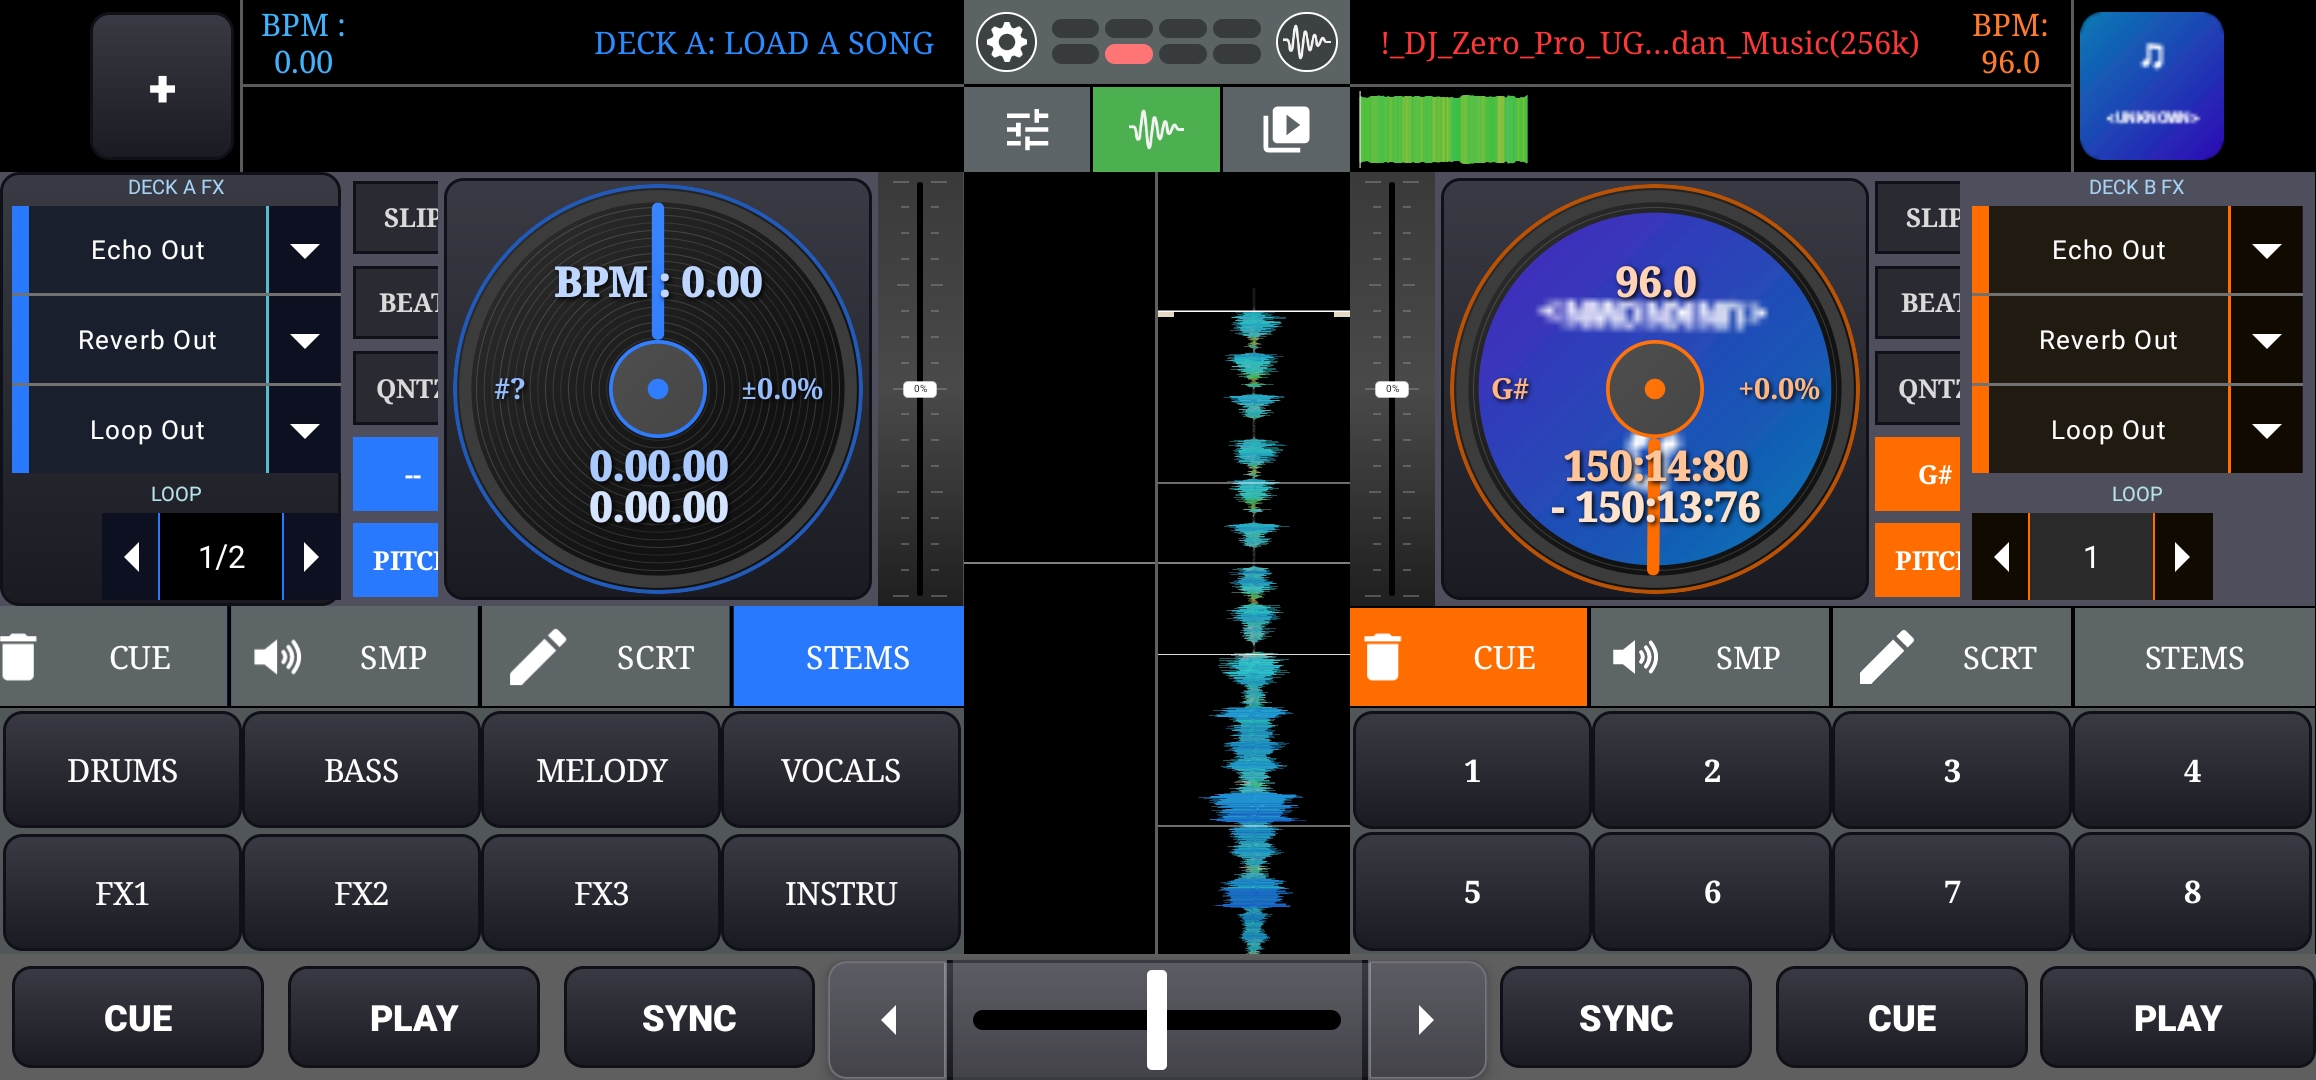 BPM :
0.00
DECK A: LOAD A SONG
!_DJ_Zero_Pro_UG...dan_Music(256k)
BPM:
96.0
<UNKNOWN>
DECK A FX
Echo Out
Reverb Out
Loop Out
LOOP
1/2
SLIP
BEAT
QNTZ
--
PITCH
BPM : 0.00
#?
±0.0%
0.00.00
0.00.00
0%
0%
96.0
G#
+0.0%
150:14:80
- 150:13:76
SLIP
BEAT
QNTZ
G#
PITCH
DECK B FX
Echo Out
Reverb Out
Loop Out
LOOP
1
CUE
SMP
SCRT
STEMS
CUE
SMP
SCRT
STEMS
DRUMS
BASS
MELODY
VOCALS
FX1
FX2
FX3
INSTRU
1
2
3
4
5
6
7
8
CUE
PLAY
SYNC
SYNC
CUE
PLAY